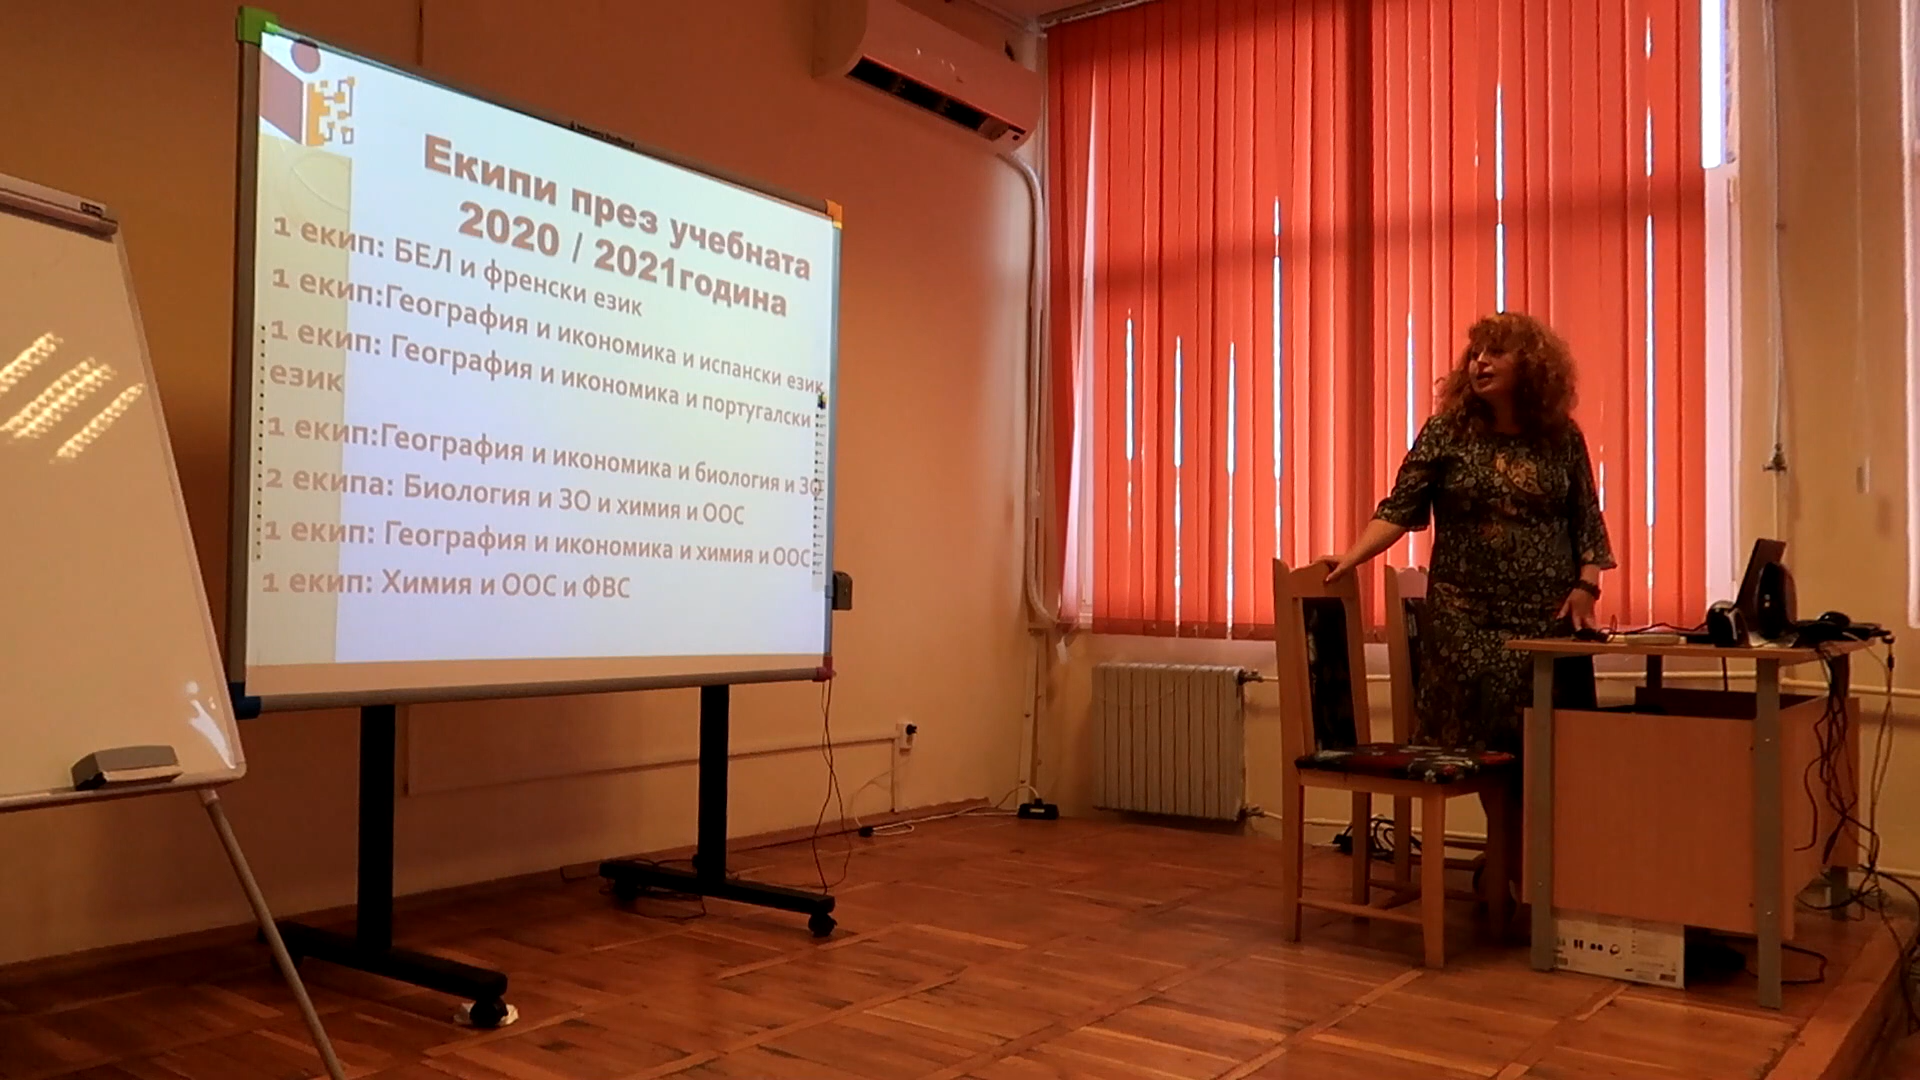 Екипи през учебната
2020 / 2021година
1 екип: БЕЛ и френски език
1 екип:География и икономика и испански език
1 екип: География и икономика и португалски
език
1 екип:География и икономика и биология и ЗО
2 екипа: Биология и ЗО и химия и ООС
1 екип: География и икономика и химия и ООС
1 екип: Химия и ООС и ФВС